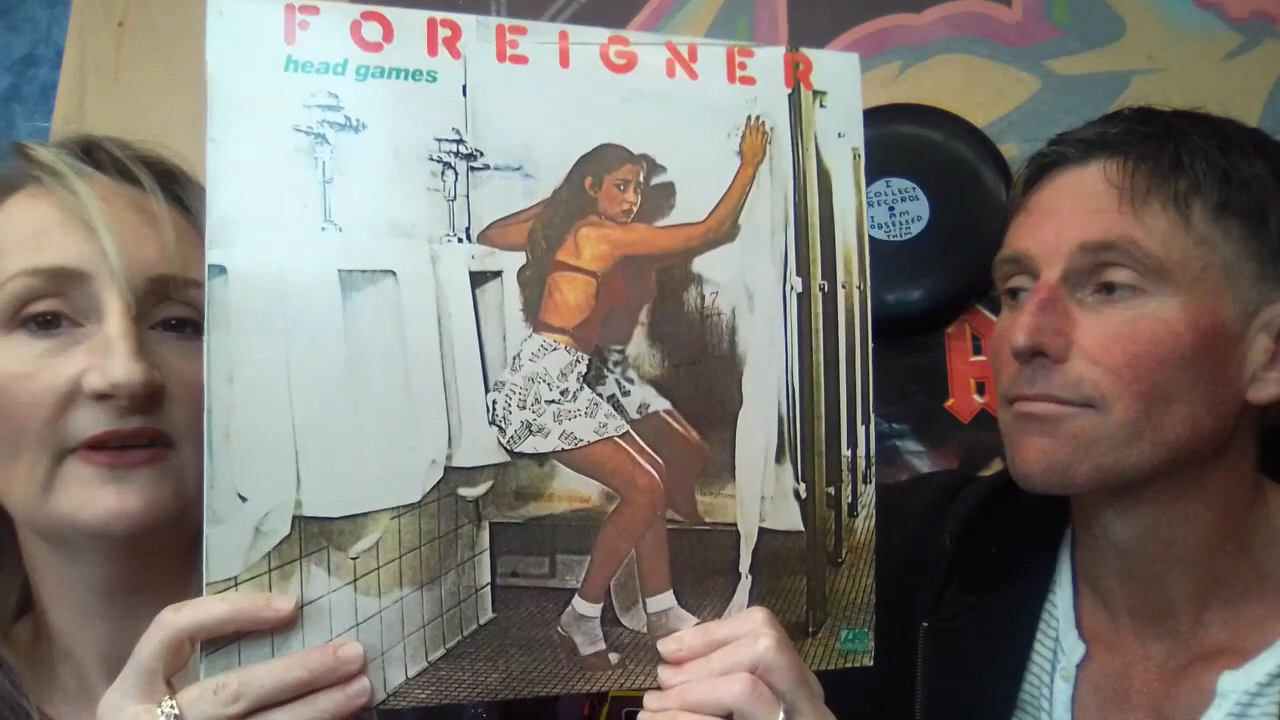 FOREIGNER
head games
I
COLLECT
RECORDS
I AM
OBSESSED
WITH
THEM